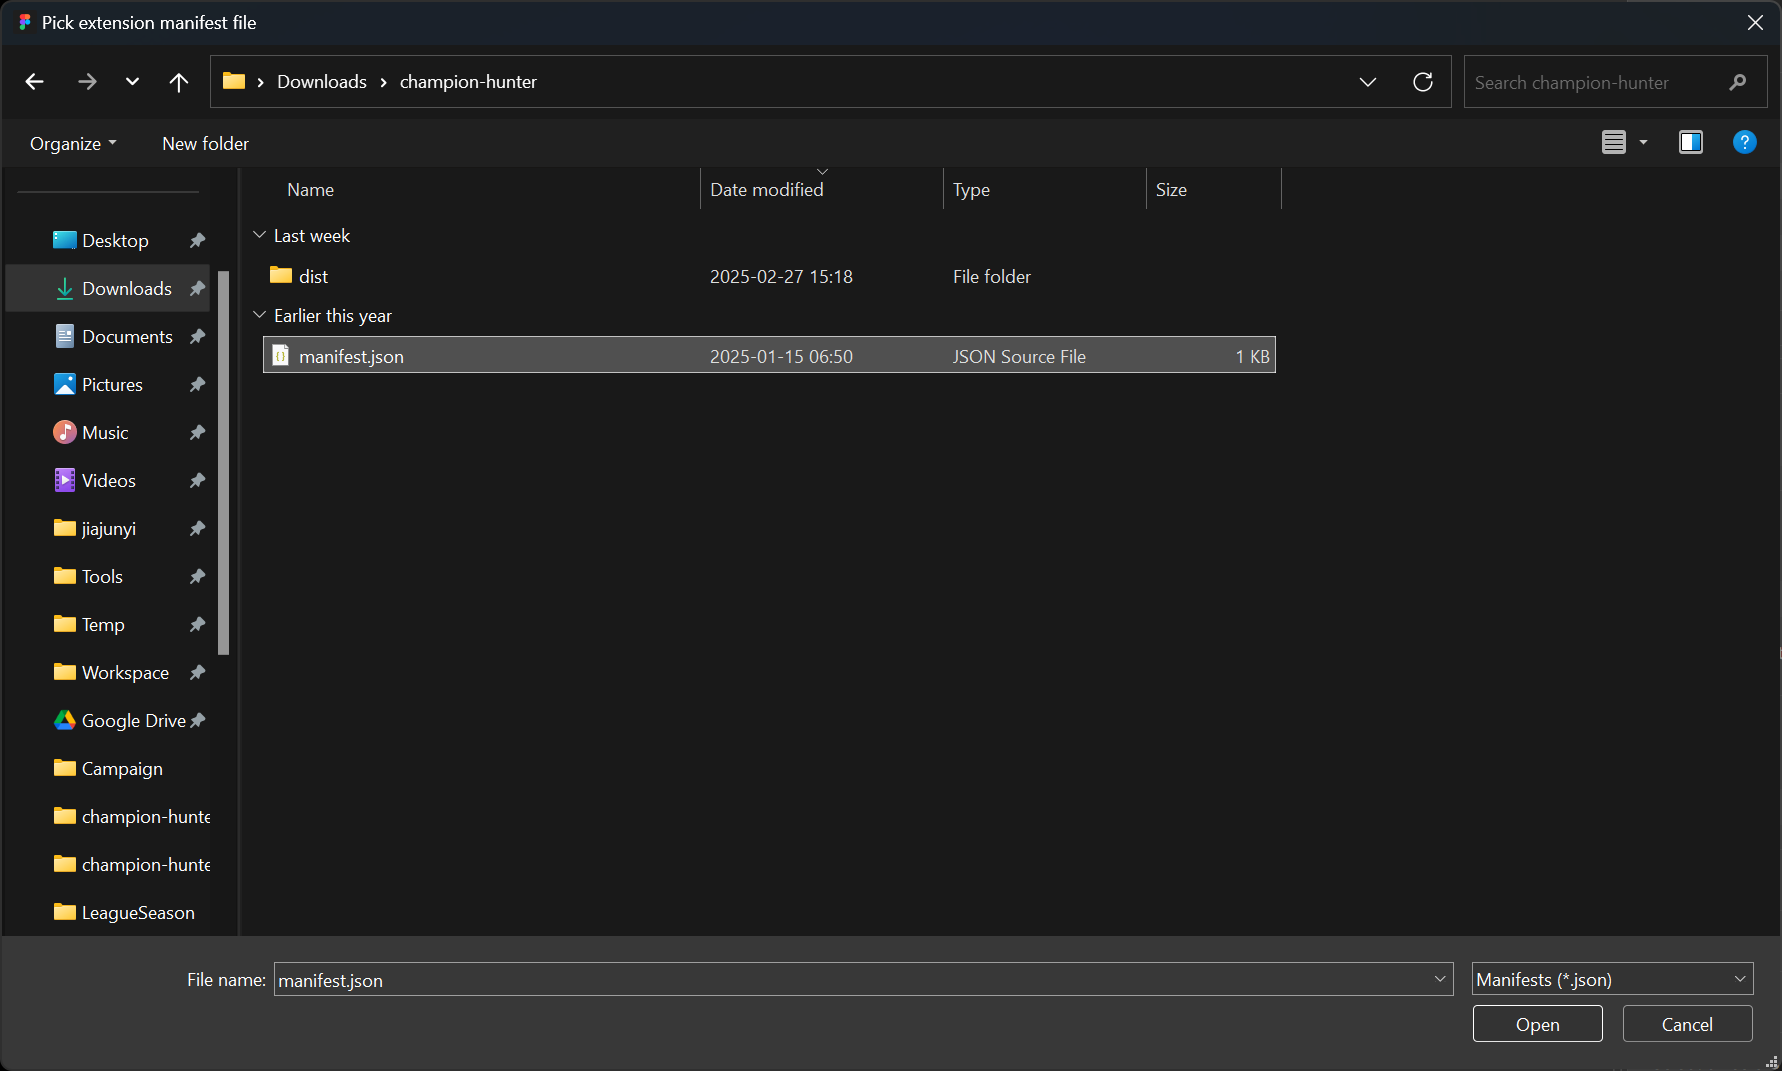 Pick extension manifest file
Downloads champion-hunter
Search champion-hunter
Organize New folder
Name Date modified Type Size
Last week
dist 2025-02-27 15:18 File folder
Earlier this year
manifest.json 2025-01-15 06:50 JSON Source File 1 KB
Desktop
Downloads
Documents
Pictures
Music
Videos
jiajunyi
Tools
Temp
Workspace
Google Drive
Campaign
champion-hunte
champion-hunte
LeagueSeason
File name: manifest.json Manifests (*.json)
Open Cancel